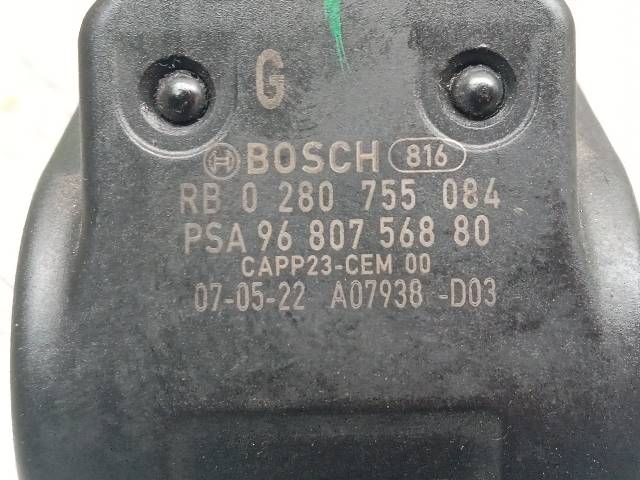 G
BOSCH 816
RB 0 280 755 084
PSA 96 807 568 80
CAPP23-CEM 00
07-05-22 A07938 -D03